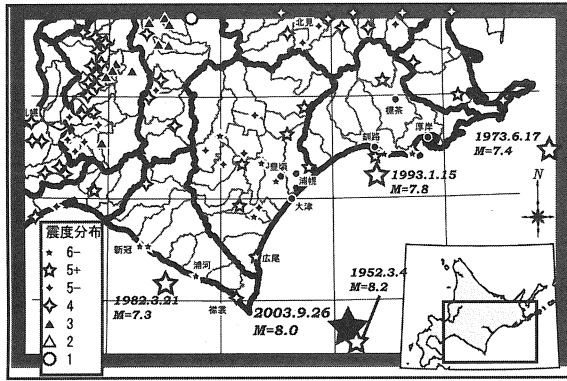 北見
札幌
標茶
厚岸
釧路
1973.6.17
M=7.4
1993.1.15
M=7.8
豊頃
浦幌
大津
N
震度分布
6-
5+
5-
4
3
2
1
新冠
浦河
広尾
襟裳
1982.3.21
M=7.3
2003.9.26
M=8.0
1952.3.4
M=8.2